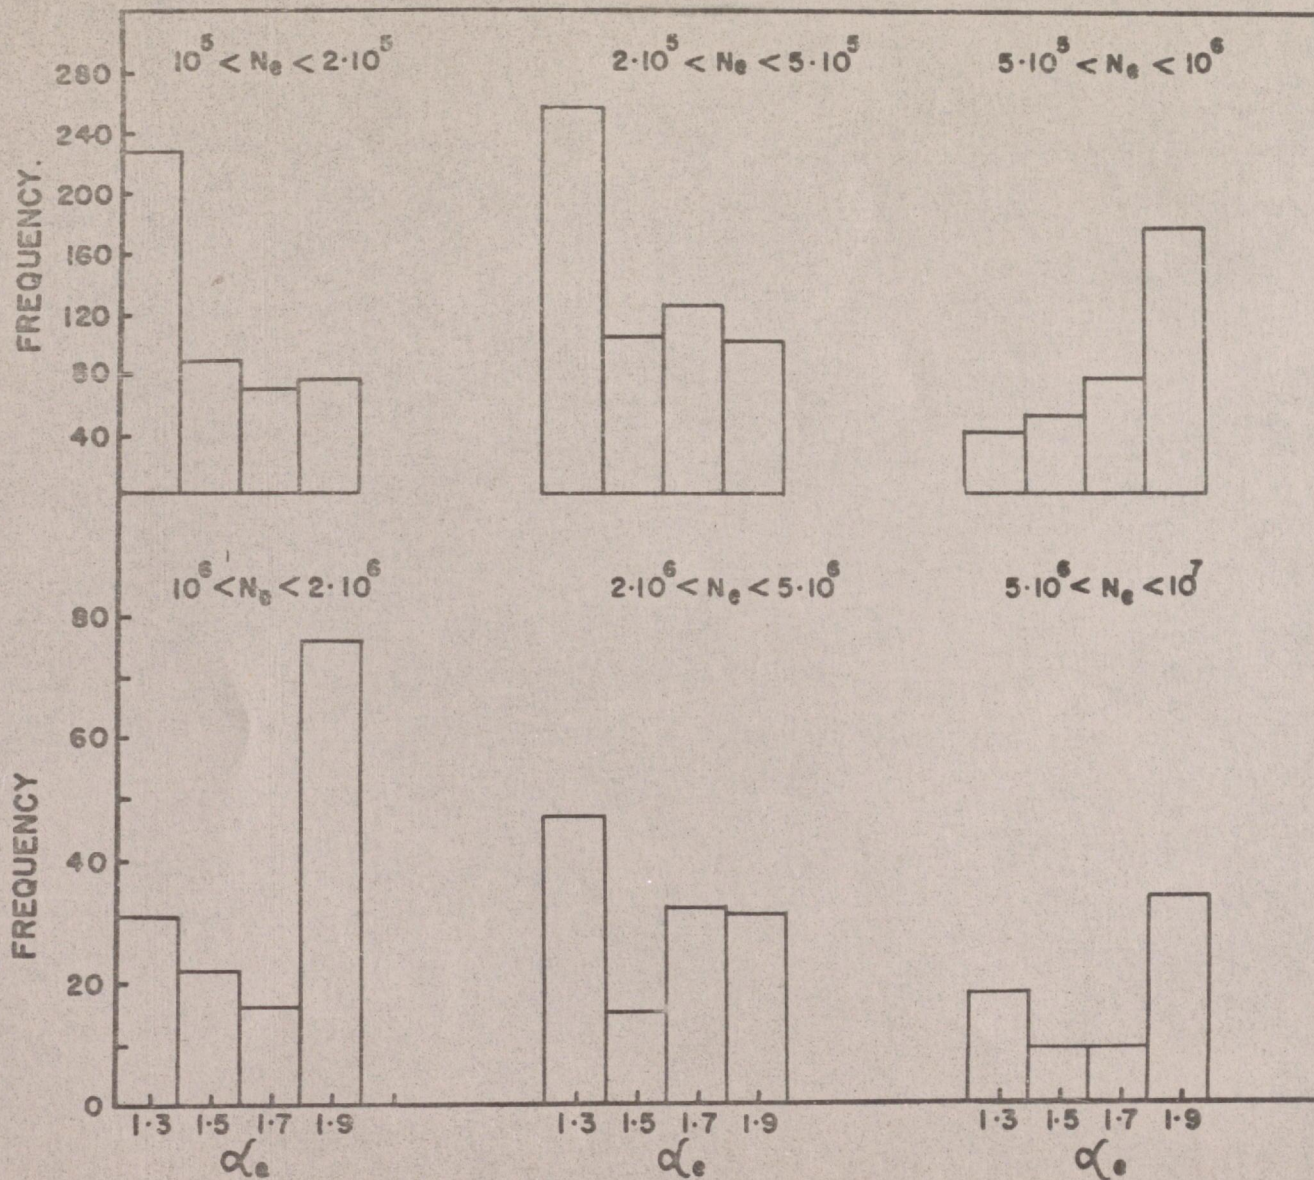 10⁵ < Nₑ < 2·10⁵
2·10⁵ < Nₑ < 5·10⁵
5·10⁵ < Nₑ < 10⁶
FREQUENCY.
280
240
200
160
120
80
40
10⁶ < Nₑ < 2·10⁶
2·10⁶ < Nₑ < 5·10⁶
5·10⁶ < Nₑ < 10⁷
FREQUENCY
80
60
40
20
0
1·3 1·5 1·7 1·9
1·3 1·5 1·7 1·9
1·3 1·5 1·7 1·9
αₑ
αₑ
αₑ